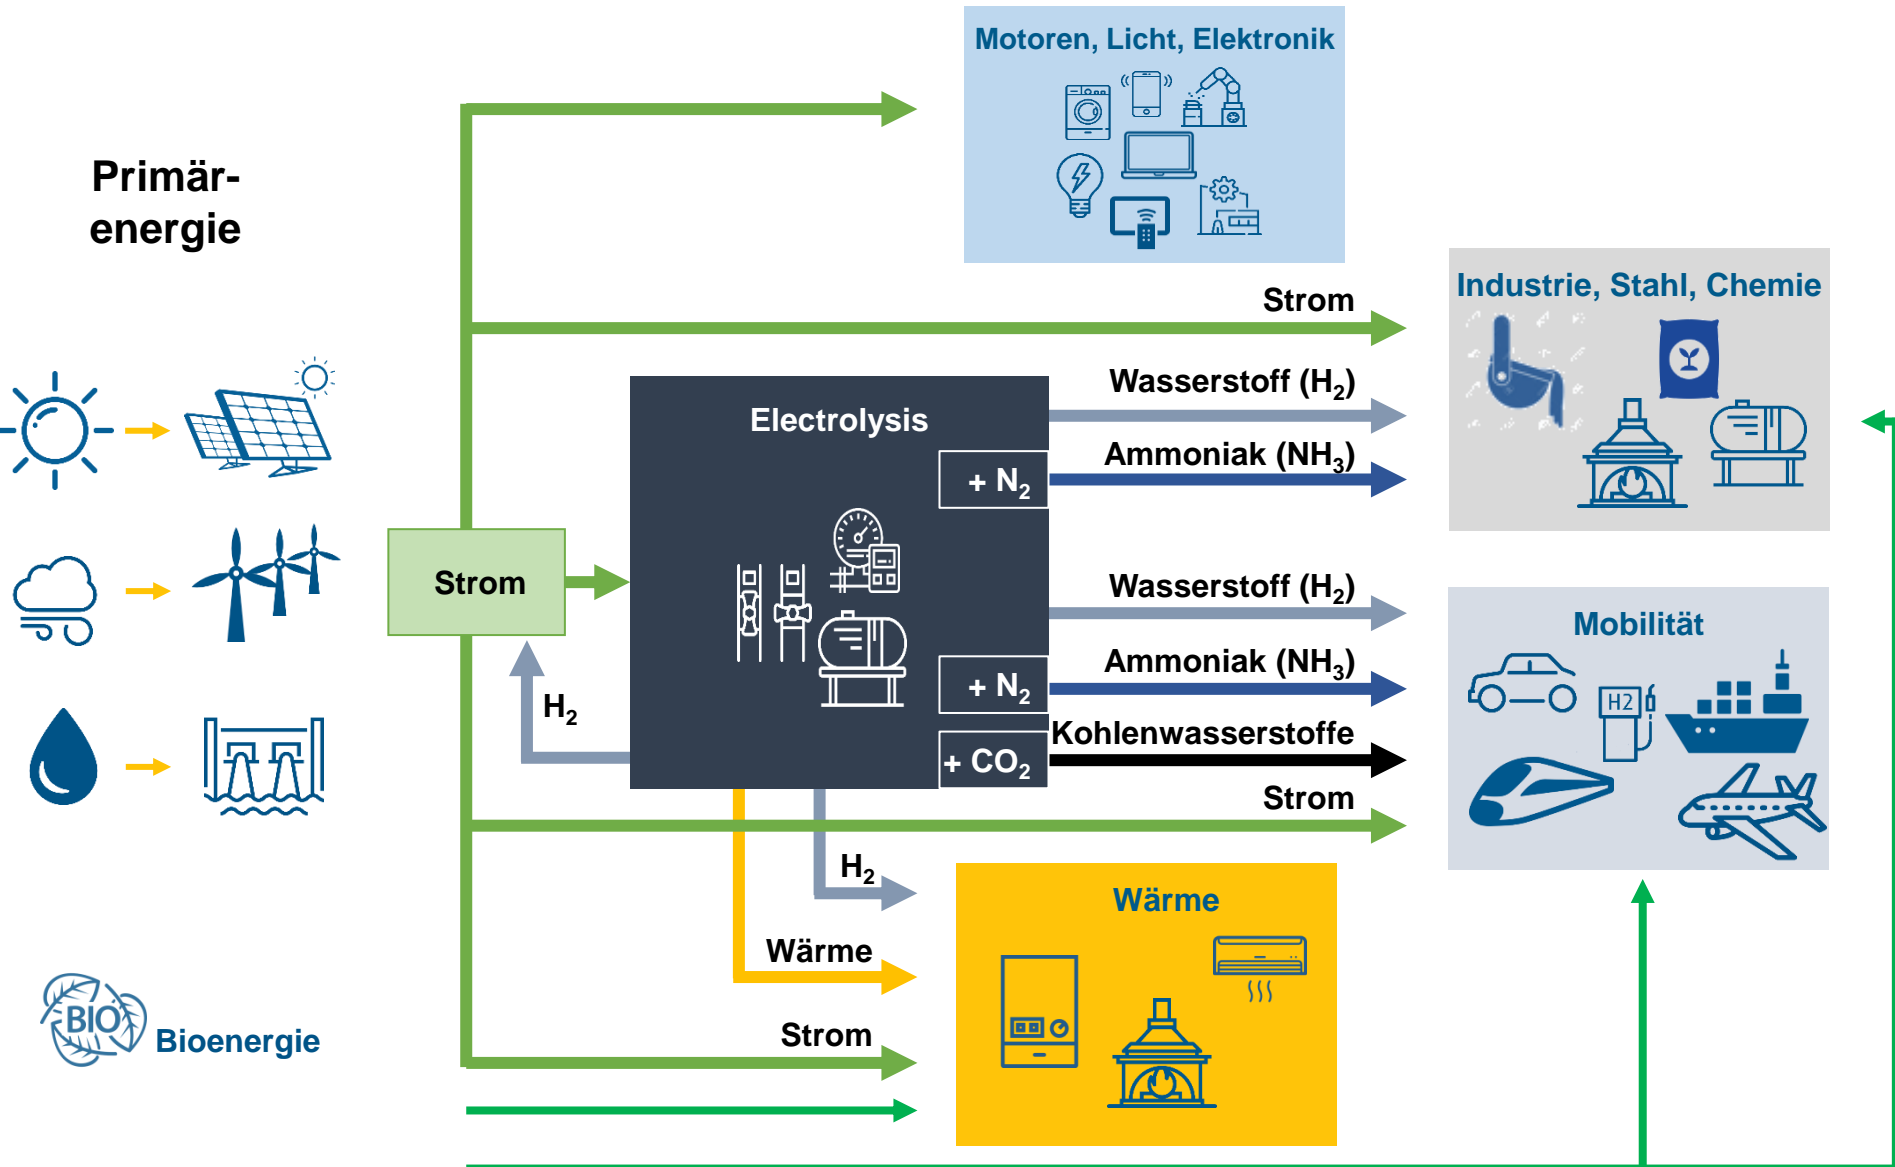 Motoren, Licht, Elektronik
Primär-
energie
Strom
Industrie, Stahl, Chemie
Wasserstoff (H₂)
Electrolysis
Ammoniak (NH₃)
+ N₂
Strom
Wasserstoff (H₂)
Mobilität
Ammoniak (NH₃)
+ N₂
H2
H₂
Kohlenwasserstoffe
+ CO₂
Strom
H₂
Wärme
Wärme
BIO
Bioenergie
Strom